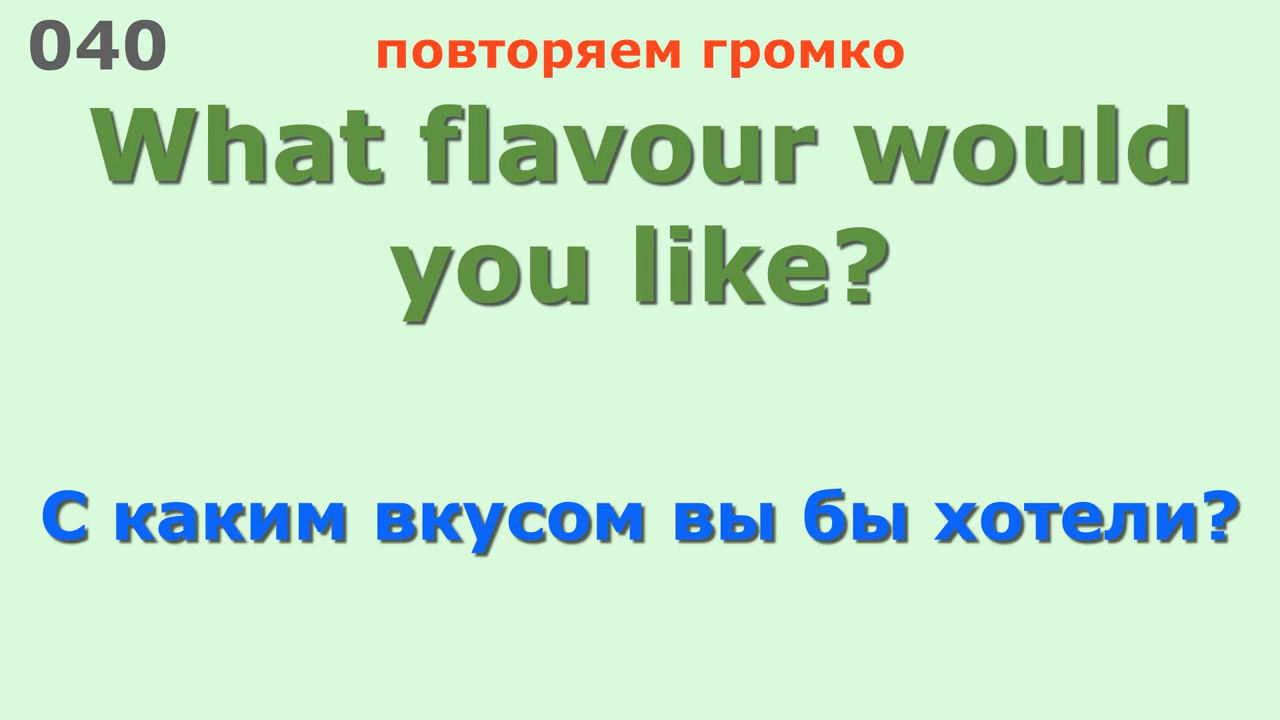 040
повторяем громко
What flavour would
you like?
С каким вкусом вы бы хотели?